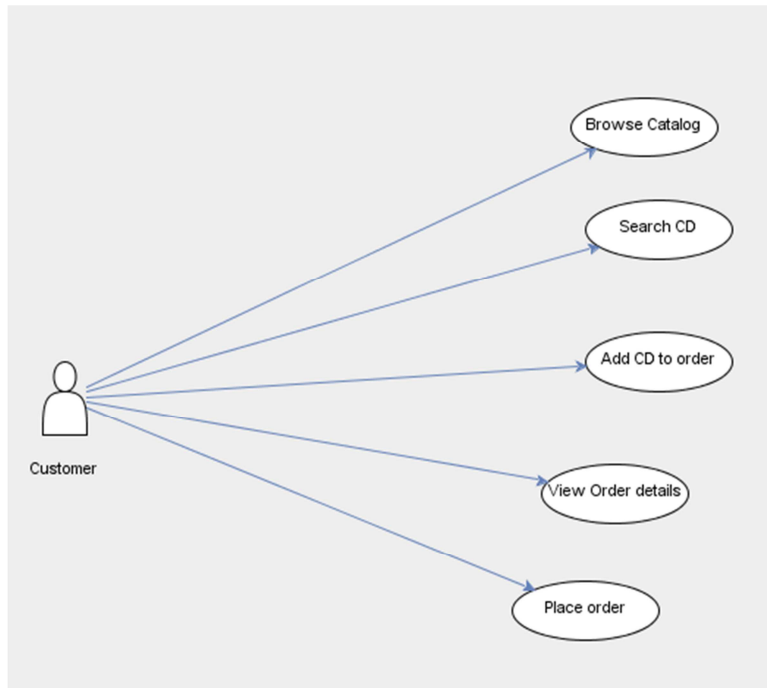 Browse Catalog
Search CD
Add CD to order
Customer
View Order details
Place order